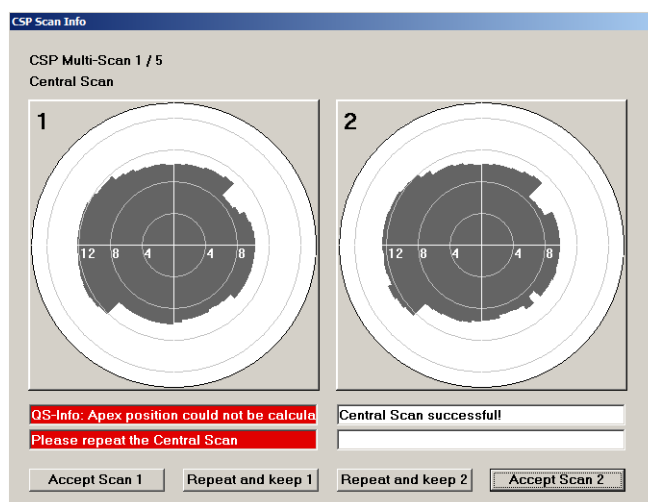 CSP Scan Info
CSP Multi-Scan 1 / 5
Central Scan
1
2
12 8 4 4 8
12 8 4 4 8
QS-Info: Apex position could not be calcula
Central Scan successful!
Please repeat the Central Scan
Accept Scan 1
Repeat and keep 1
Repeat and keep 2
Accept Scan 2